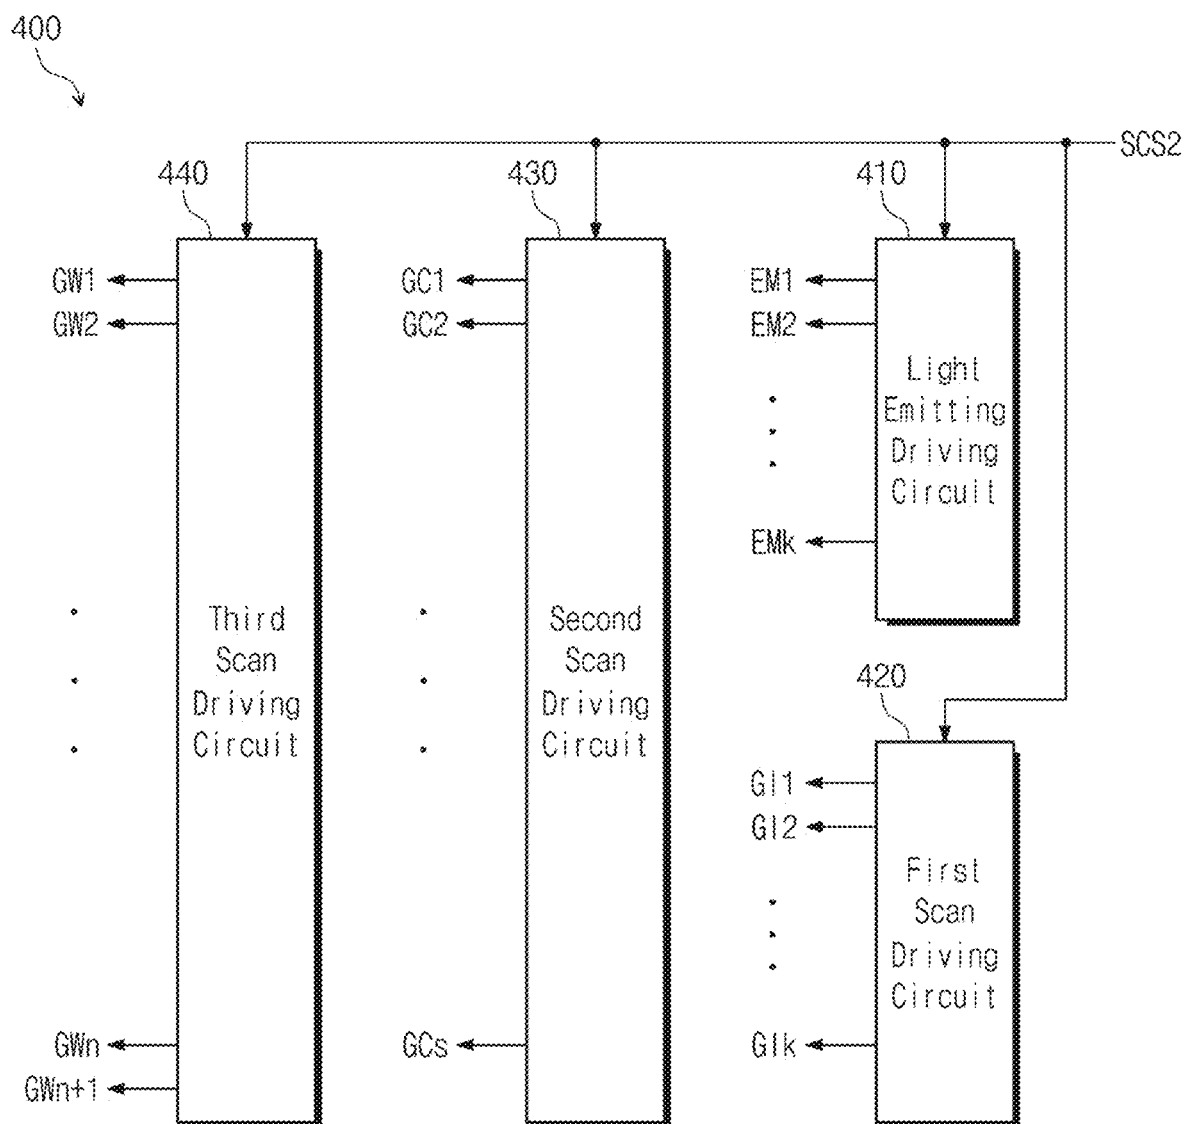 400
SCS2
440
430
410
GW1
GW2
GC1
GC2
EM1
EM2
EMk
Light
Emitting
Driving
Circuit
Third
Scan
Driving
Circuit
Second
Scan
Driving
Circuit
420
GI1
GI2
GIk
First
Scan
Driving
Circuit
GWn
GWn+1
GCs